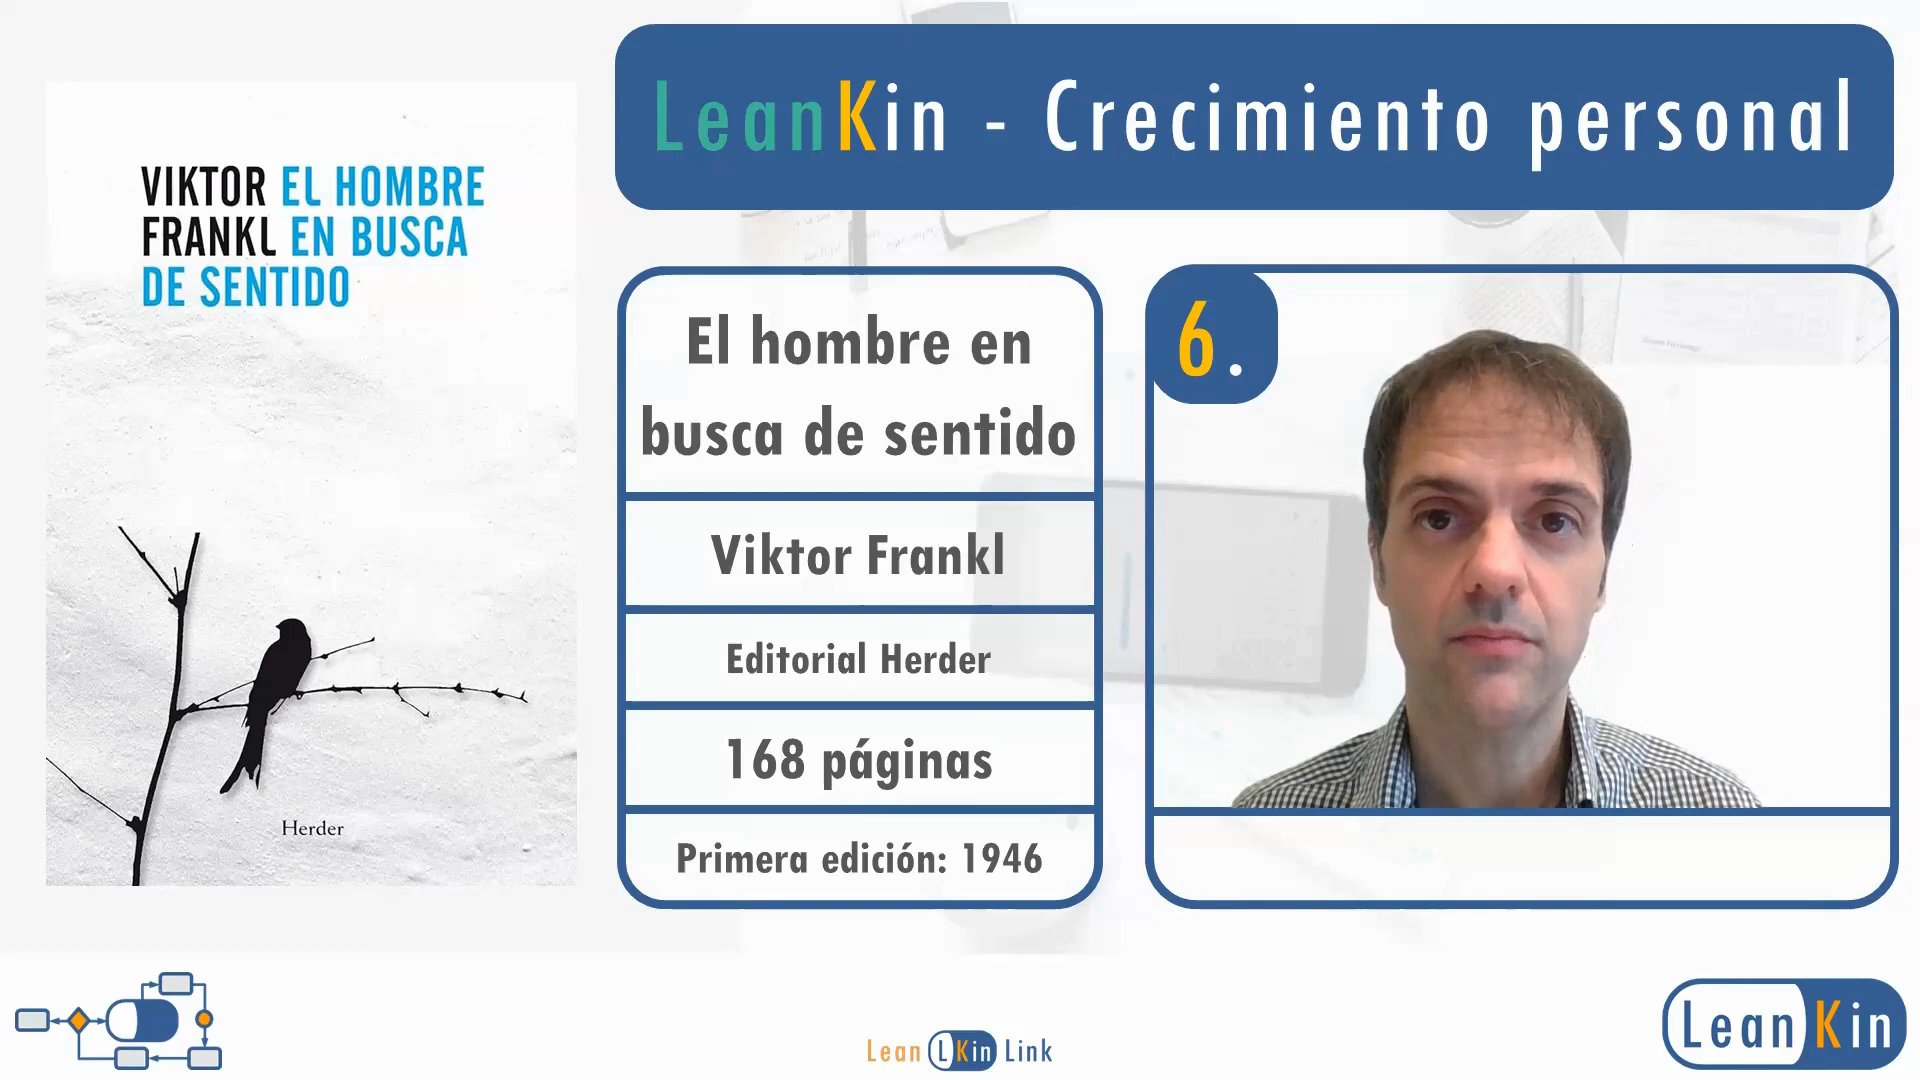 LeanKin - Crecimiento personal
VIKTOR EL HOMBRE
FRANKL EN BUSCA
DE SENTIDO
Herder
El hombre en
busca de sentido
Viktor Frankl
Editorial Herder
168 páginas
Primera edición: 1946
6.
Lean LKin Link
LeanKin